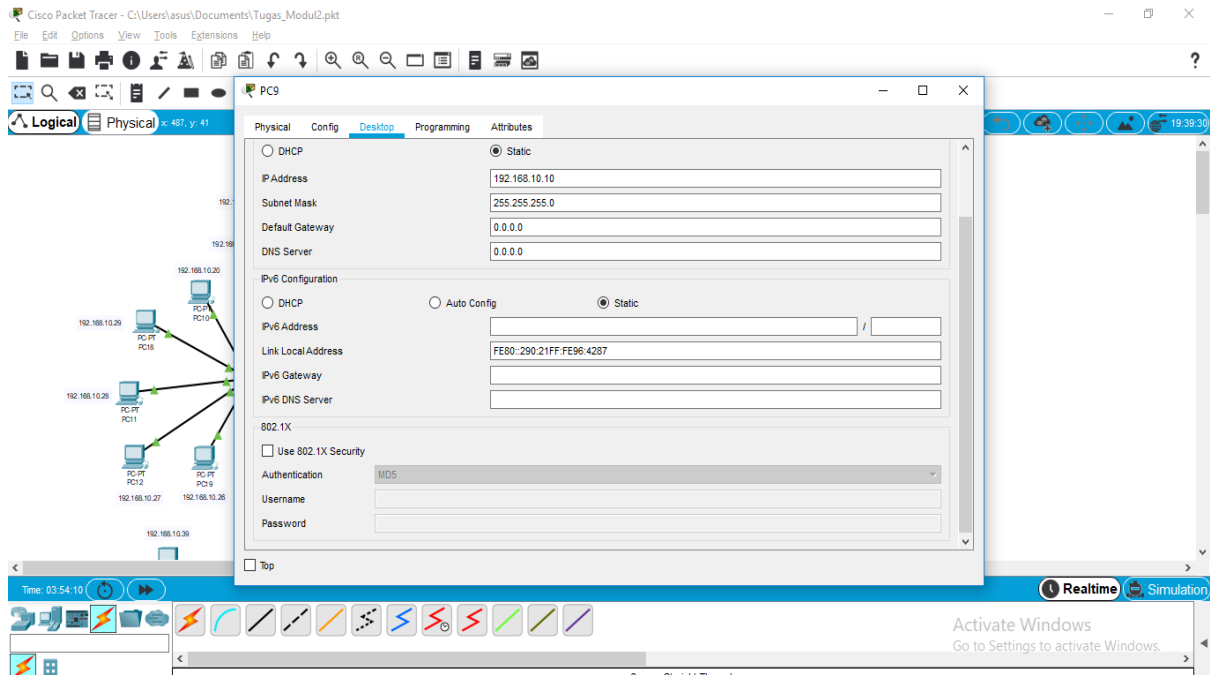 Cisco Packet Tracer - C:\Users\asus\Documents\Tugas_Modul2.pkt
File Edit Options View Tools Extensions Help
?
PC9
Logical Physical x: 487, y: 41
19:39:30
Physical Config Desktop Programming Attributes
DHCP Static
IP Address 192.168.10.10
Subnet Mask 255.255.255.0
Default Gateway 0.0.0.0
DNS Server 0.0.0.0
IPv6 Configuration
DHCP Auto Config Static
IPv6 Address /
Link Local Address FE80::290:21FF:FE96:4287
IPv6 Gateway
IPv6 DNS Server
802.1X
Use 802.1X Security
Authentication MD5
Username
Password
Top
192.168.10.20
PC10
192.168.10.29
PC-PT
PC18
192.168.10.28
PC-PT
PC11
PC-PT
PC12
192.168.10.27
PC-PT
PC19
192.168.10.26
192.168.10.39
Time: 03:54:10
Realtime Simulation
Activate Windows
Go to Settings to activate Windows.